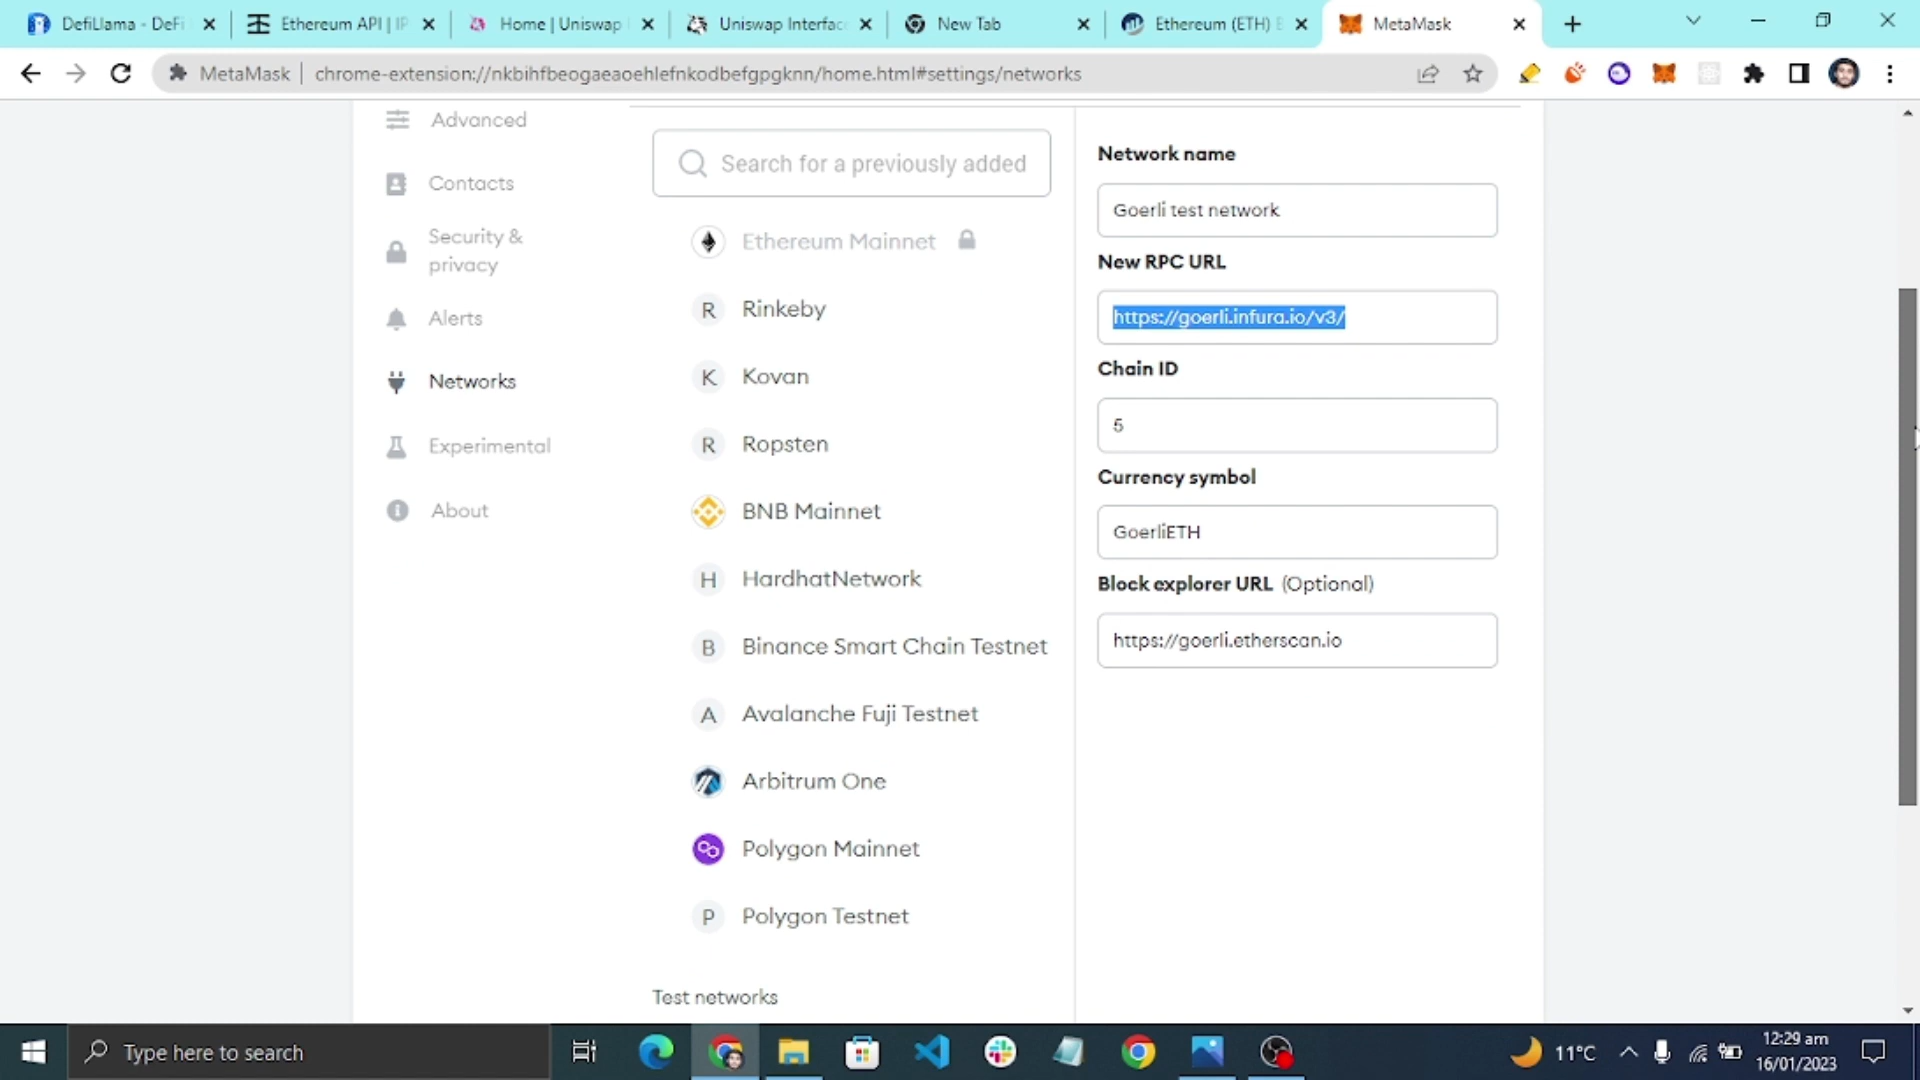 DefiLlama - DeFi
Ethereum API | IP
Home | Uniswap
Uniswap Interface
New Tab
Ethereum (ETH) B
MetaMask
MetaMask
chrome-extension://nkbihfbeogaeaoehlefnkodbefgpgknn/home.html#settings/networks
Advanced
Contacts
Security &
privacy
Alerts
Networks
Experimental
About
Search for a previously added
Ethereum Mainnet
R Rinkeby
K Kovan
R Ropsten
BNB Mainnet
H HardhatNetwork
B Binance Smart Chain Testnet
A Avalanche Fuji Testnet
Arbitrum One
Polygon Mainnet
P Polygon Testnet
Test networks
Network name
Goerli test network
New RPC URL
https://goerli.infura.io/v3/
Chain ID
5
Currency symbol
GoerliETH
Block explorer URL (Optional)
https://goerli.etherscan.io
Type here to search
11°C
12:29 am
16/01/2023